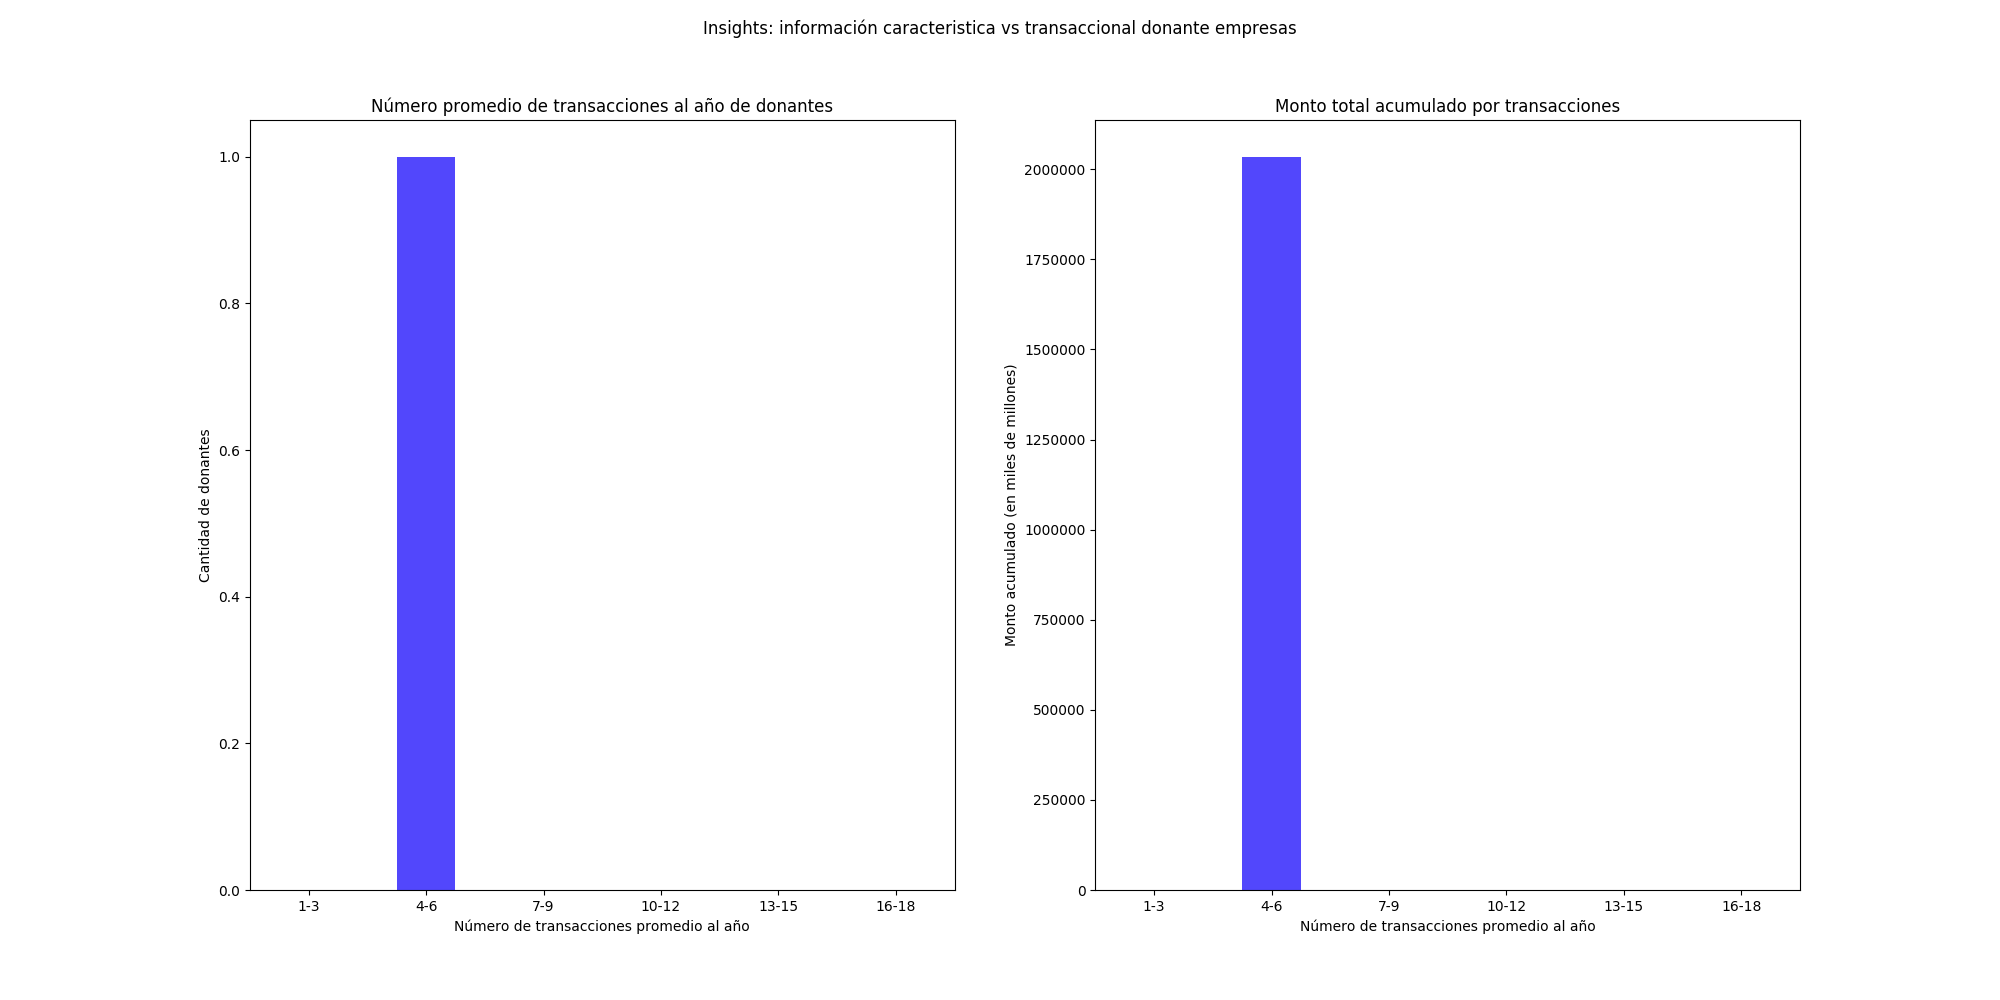 Insights: información caracteristica vs transaccional donante empresas
Número promedio de transacciones al año de donantes
Cantidad de donantes
1.0
0.8
0.6
0.4
0.2
0.0
1-3 4-6 7-9 10-12 13-15 16-18
Número de transacciones promedio al año
Monto total acumulado por transacciones
Monto acumulado (en miles de millones)
2000000
1750000
1500000
1250000
1000000
750000
500000
250000
0
1-3 4-6 7-9 10-12 13-15 16-18
Número de transacciones promedio al año